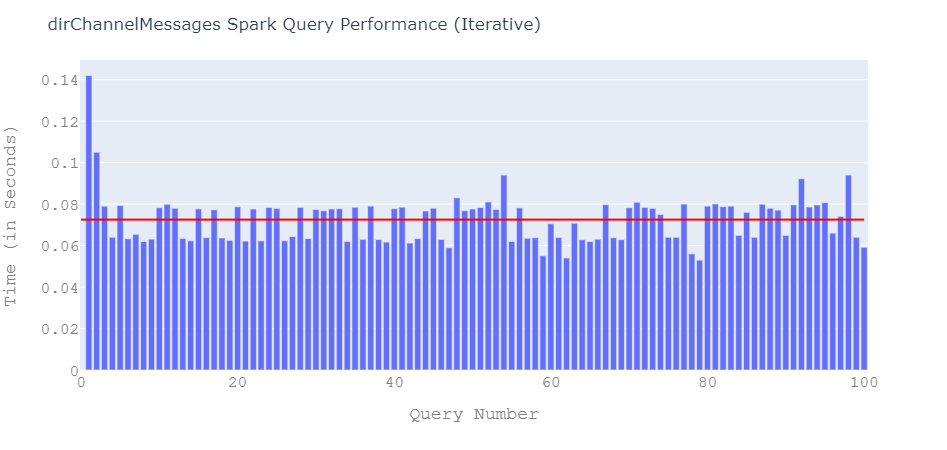 dirChannelMessages Spark Query Performance (Iterative)
Time (in Seconds)
0.14
0.12
0.1
0.08
0.06
0.04
0.02
0
0 20 40 60 80 100
Query Number